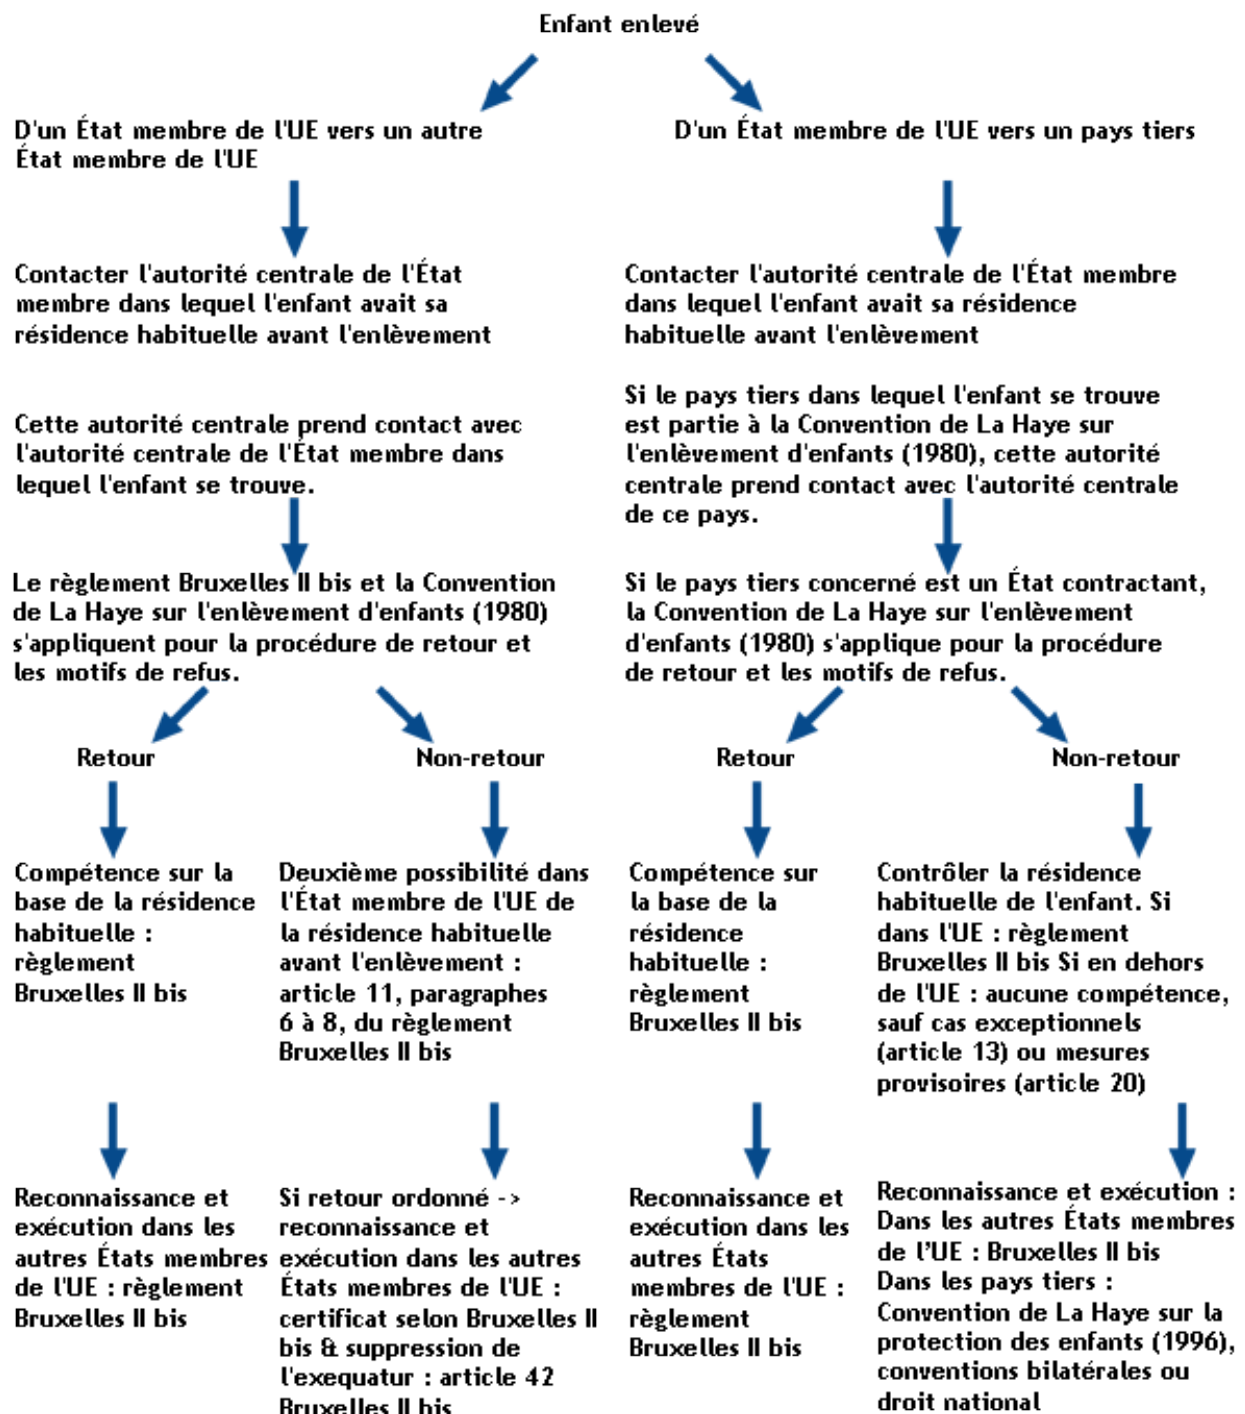 Enfant enlevé
D'un État membre de l'UE vers un autre
État membre de l'UE
D'un État membre de l'UE vers un pays tiers
Contacter l'autorité centrale de l'État
membre dans lequel l'enfant avait sa
résidence habituelle avant l'enlèvement
Contacter l'autorité centrale de l'État membre
dans lequel l'enfant avait sa résidence
habituelle avant l'enlèvement
Cette autorité centrale prend contact avec
l'autorité centrale de l'État membre dans
lequel l'enfant se trouve.
Si le pays tiers dans lequel l'enfant se trouve
est partie à la Convention de La Haye sur
l'enlèvement d'enfants (1980), cette autorité
centrale prend contact avec l'autorité centrale
de ce pays.
Le règlement Bruxelles II bis et la Convention
de La Haye sur l'enlèvement d'enfants (1980)
s'appliquent pour la procédure de retour et
les motifs de refus.
Si le pays tiers concerné est un État contractant,
la Convention de La Haye sur l'enlèvement
d'enfants (1980) s'applique pour la procédure
de retour et les motifs de refus.
Retour
Non-retour
Retour
Non-retour
Compétence sur la
base de la résidence
habituelle :
règlement
Bruxelles II bis
Deuxième possibilité dans
l'État membre de l'UE de
la résidence habituelle
avant l'enlèvement :
article 11, paragraphes
6 à 8, du règlement
Bruxelles II bis
Compétence sur
la base de la
résidence
habituelle :
règlement
Bruxelles II bis
Contrôler la résidence
habituelle de l'enfant. Si
dans l'UE : règlement
Bruxelles II bis Si en dehors
de l'UE : aucune compétence,
sauf cas exceptionnels
(article 13) ou mesures
provisoires (article 20)
Reconnaissance et
exécution dans les
autres États membres
de l'UE : règlement
Bruxelles II bis
Si retour ordonné ->
reconnaissance et
exécution dans les autres
États membres de l'UE :
certificat selon Bruxelles II
bis & suppression de
l'exequatur : article 42
Bruxelles II bis
Reconnaissance et
exécution dans les
autres États
membres de l'UE :
règlement
Bruxelles II bis
Reconnaissance et exécution :
Dans les autres États membres
de l’UE : Bruxelles II bis
Dans les pays tiers :
Convention de La Haye sur la
protection des enfants (1996),
conventions bilatérales ou
droit national